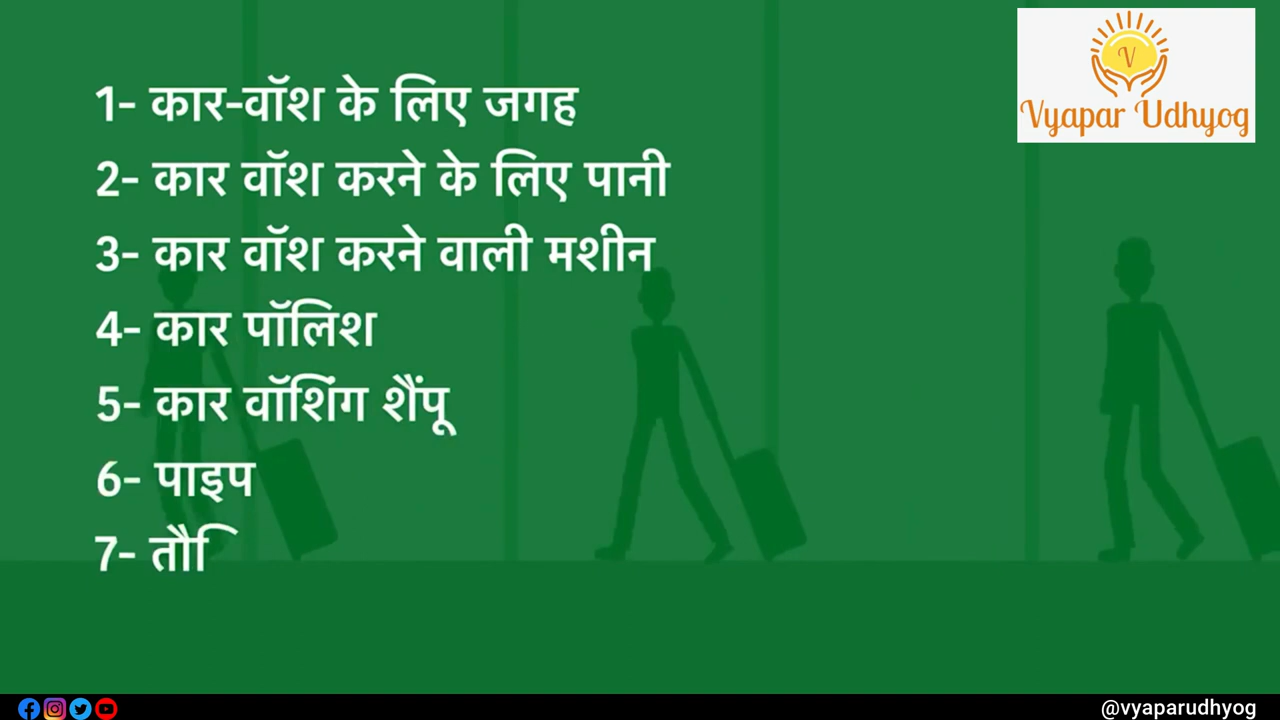 1- कार-वॉश के लिए जगह
2- कार वॉश करने के लिए पानी
3- कार वॉश करने वाली मशीन
4- कार पॉलिश
5- कार वॉशिंग शैंपू
6- पाइप
7- तौि
V
Vyapar Udhyog
@vyaparudhyog